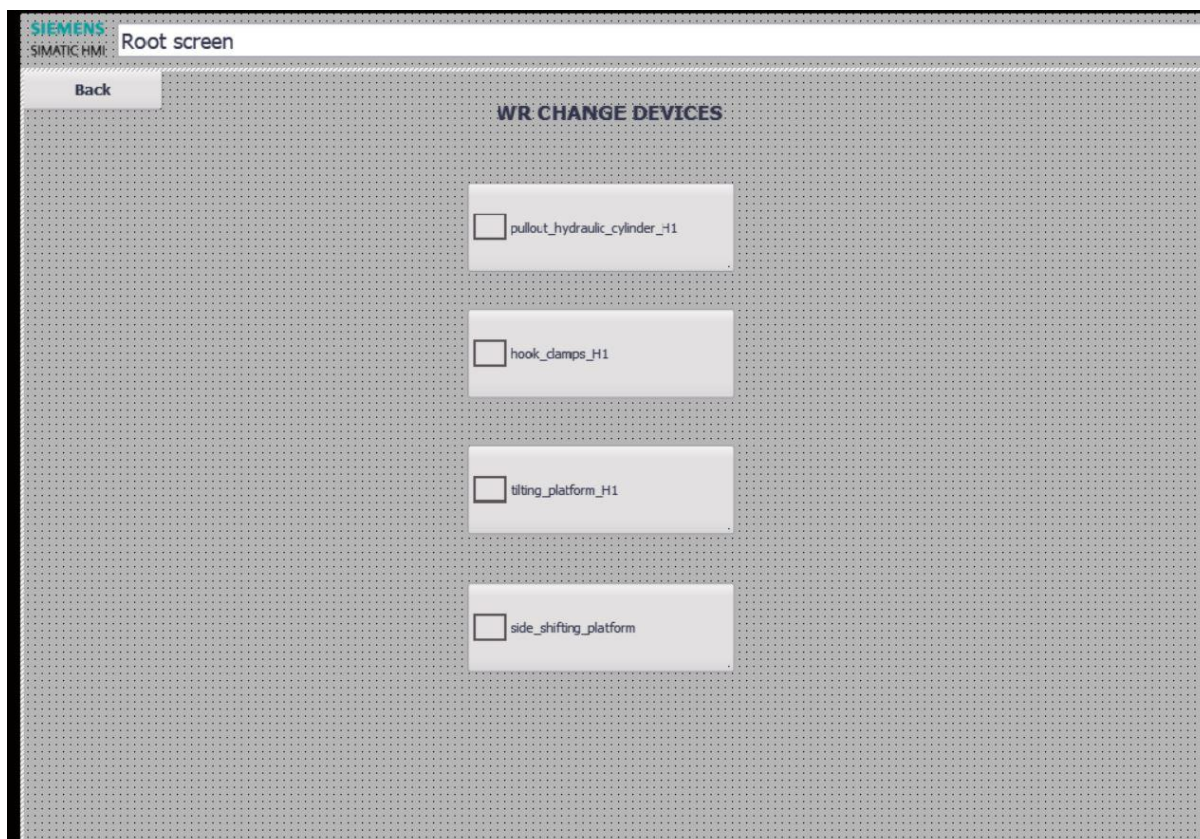 SIEMENS
SIMATIC HMI
Root screen
Back
WR CHANGE DEVICES
pullout_hydraulic_cylinder_H1
hook_clamps_H1
tilting_platform_H1
side_shifting_platform